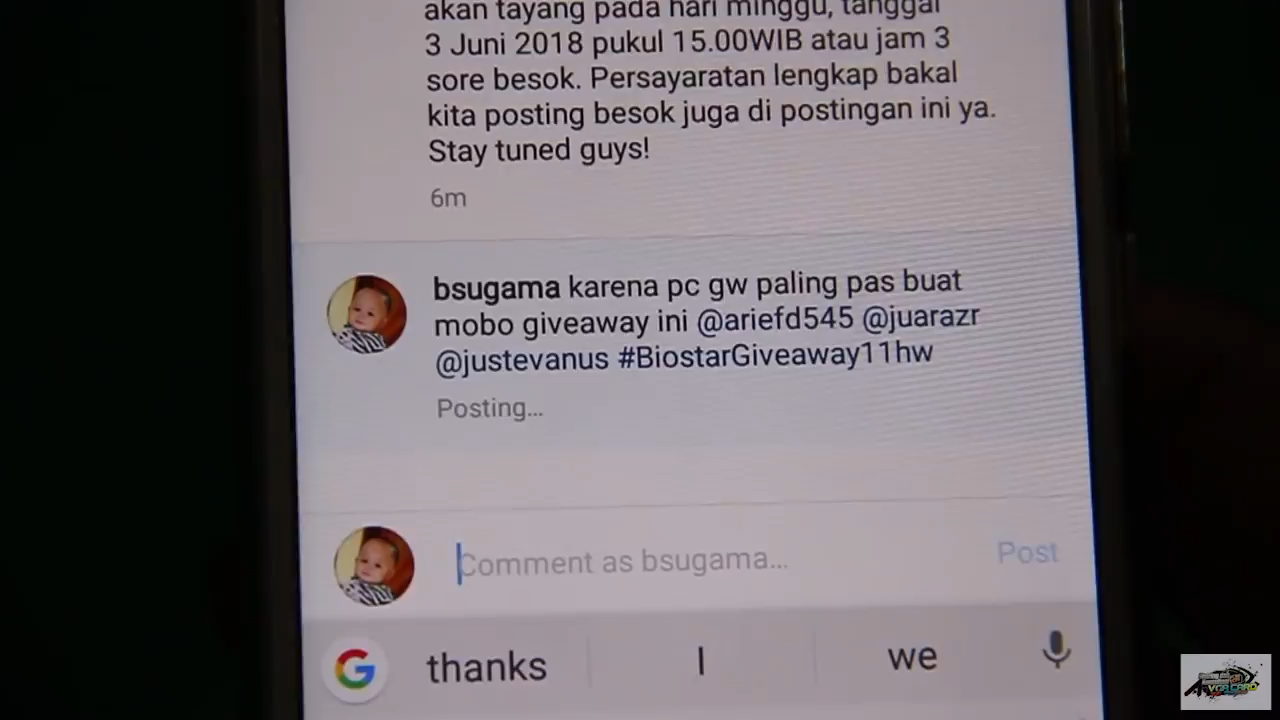 akan tayang pada hari minggu, tanggal
3 Juni 2018 pukul 15.00WIB atau jam 3
sore besok. Persayaratan lengkap bakal
kita posting besok juga di postingan ini ya.
Stay tuned guys!
6m
bsugama karena pc gw paling pas buat
mobo giveaway ini @ariefd545 @juarazr
@justevanus #BiostarGiveaway11hw
Posting...
Comment as bsugama... Post
G thanks I we